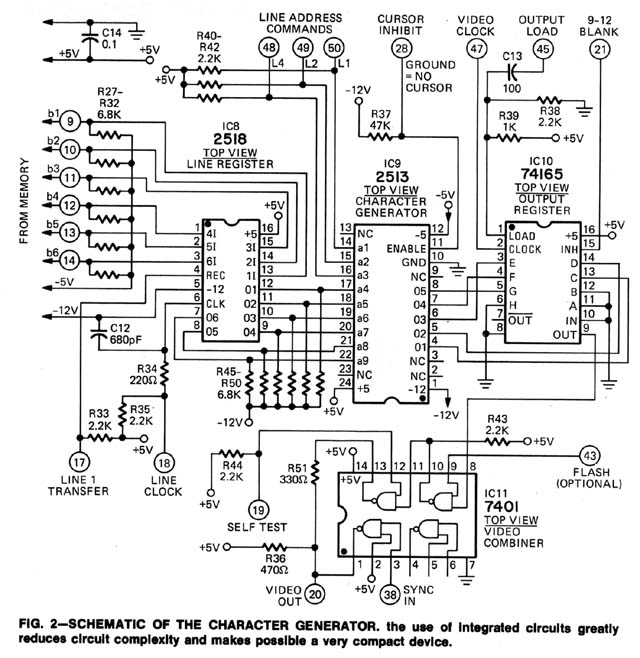 C14
0.1
+5V
+5V
R40-
R42
2.2K
+5V
LINE ADDRESS
COMMANDS
48
49
50
L4
L2
L1
CURSOR
INHIBIT
28
GROUND
= NO
CURSOR
VIDEO
CLOCK
47
OUTPUT
LOAD
45
9-12
BLANK
21
C13
100
R38
2.2K
R39
1K
+5V
-12V
R37
47K
R27-
R32
6.8K
FROM MEMORY
b1
9
b2
10
b3
11
b4
12
b5
13
b6
14
-5V
-12V
IC8
2518
TOP VIEW
LINE REGISTER
+5V
1
4I
+5
16
2
5I
3I
15
3
6I
2I
14
4
REC
1I
13
5
-12
01
12
6
CLK
02
11
7
06
03
10
8
05
04
9
IC9
2513
TOP VIEW
CHARACTER
GENERATOR
-5V
13
NC
-5
12
14
a1
ENABLE
11
15
a2
GND
10
16
a3
NC
9
17
a4
05
8
18
a5
04
7
19
a6
03
6
20
a7
02
5
21
a8
01
4
22
a9
NC
3
23
NC
NC
2
24
+5
-12
1
+5V
-12V
IC10
74165
TOP VIEW
OUTPUT
REGISTER
1
LOAD
+5
16
+5V
2
CLOCK
INH
15
3
E
D
14
4
F
C
13
5
G
B
12
6
H
A
11
7
OUT
IN
10
8
OUT
9
C12
680pF
R34
220Ω
R33
2.2K
R35
2.2K
+5V
17
LINE 1
TRANSFER
18
LINE
CLOCK
R45-
R50
6.8K
-12V
R44
2.2K
+5V
19
SELF TEST
R51
330Ω
+5V
+5V
R36
470Ω
VIDEO
OUT
20
R43
2.2K
+5V
43
FLASH
(OPTIONAL)
IC11
7401
TOP VIEW
VIDEO
COMBINER
14
13
12
11
10
9
8
+5V
1
2
3
4
5
6
7
+5V
38
SYNC
IN
FIG. 2—SCHEMATIC OF THE CHARACTER GENERATOR. the use of integrated circuits greatly
reduces circuit complexity and makes possible a very compact device.